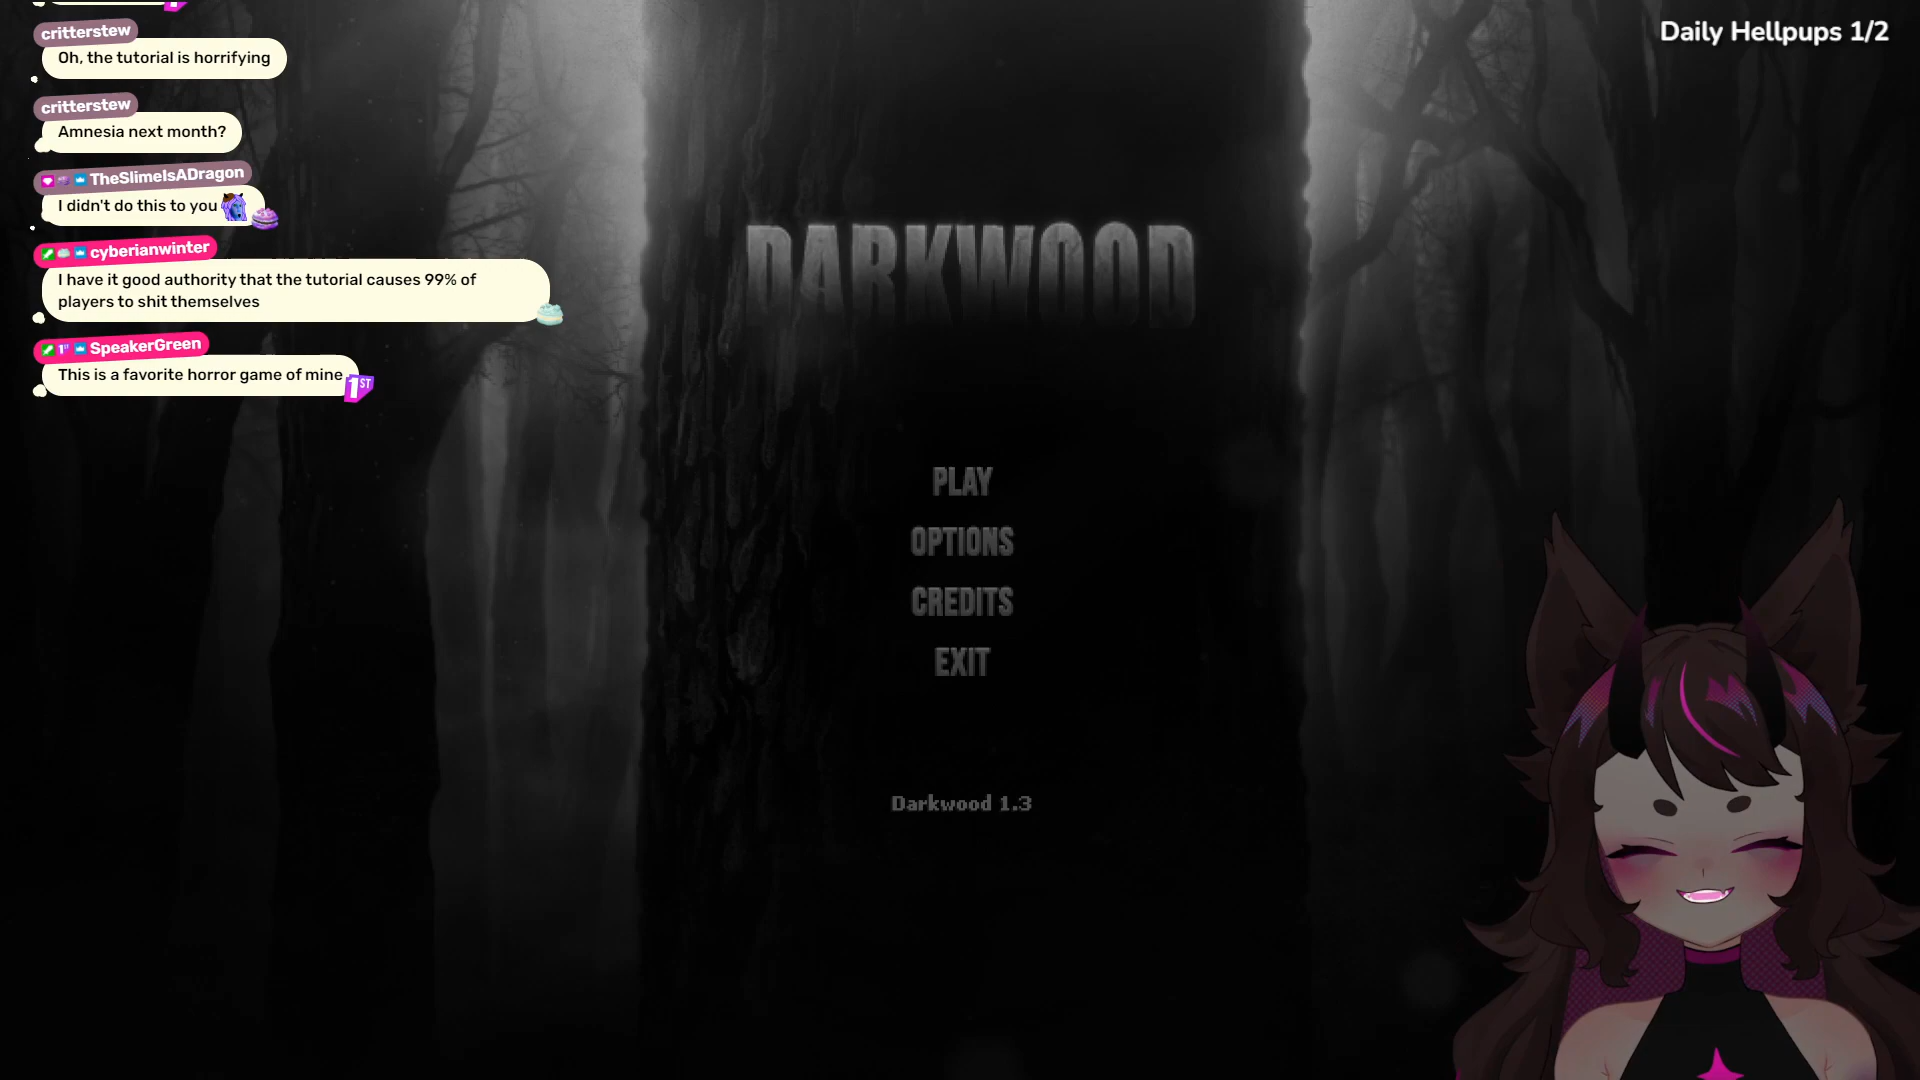 Daily Hellpups 1/2
critterstew
Oh, the tutorial is horrifying
critterstew
Amnesia next month?
TheSlimeIsADragon
I didn't do this to you
cyberianwinter
I have it good authority that the tutorial causes 99% of
players to shit themselves
1ST SpeakerGreen
This is a favorite horror game of mine
1ST
DARKWOOD
PLAY
OPTIONS
CREDITS
EXIT
Darkwood 1.3